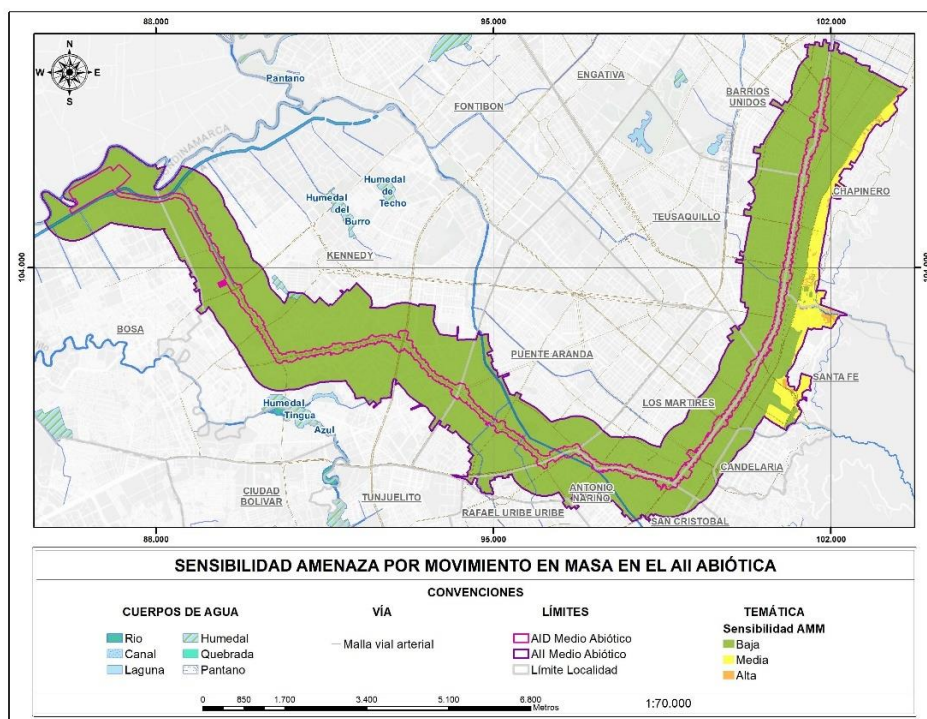 88.000 95.000 102.000
N
W E
S
Pantano
ENGATIVA
FONTIBON
BARRIOS
UNIDOS
Humedal
de
Techo
Humedal
del
Burro
CHAPINERO
TEUSAQUILLO
KENNEDY
104.000
BOSA
PUENTE ARANDA
SANTA FE
LOS MARTIRES
Humedal
Tingua
Azul
CANDELARIA
CIUDAD
BOLIVAR
TUNJUELITO
ANTONIO
NARIÑO
RAFAEL URIBE URIBE
SAN CRISTOBAL
88.000 95.000 102.000
SENSIBILIDAD AMENAZA POR MOVIMIENTO EN MASA EN EL AII ABIÓTICA
CONVENCIONES
CUERPOS DE AGUA
Rio
Canal
Laguna
Humedal
Quebrada
Pantano
VÍA
Malla vial arterial
LÍMITES
AID Medio Abiótico
AII Medio Abiótico
Límite Localidad
TEMÁTICA
Sensibilidad AMM
Baja
Media
Alta
0 850 1.700 3.400 5.100 6.800
Metros
1:70.000